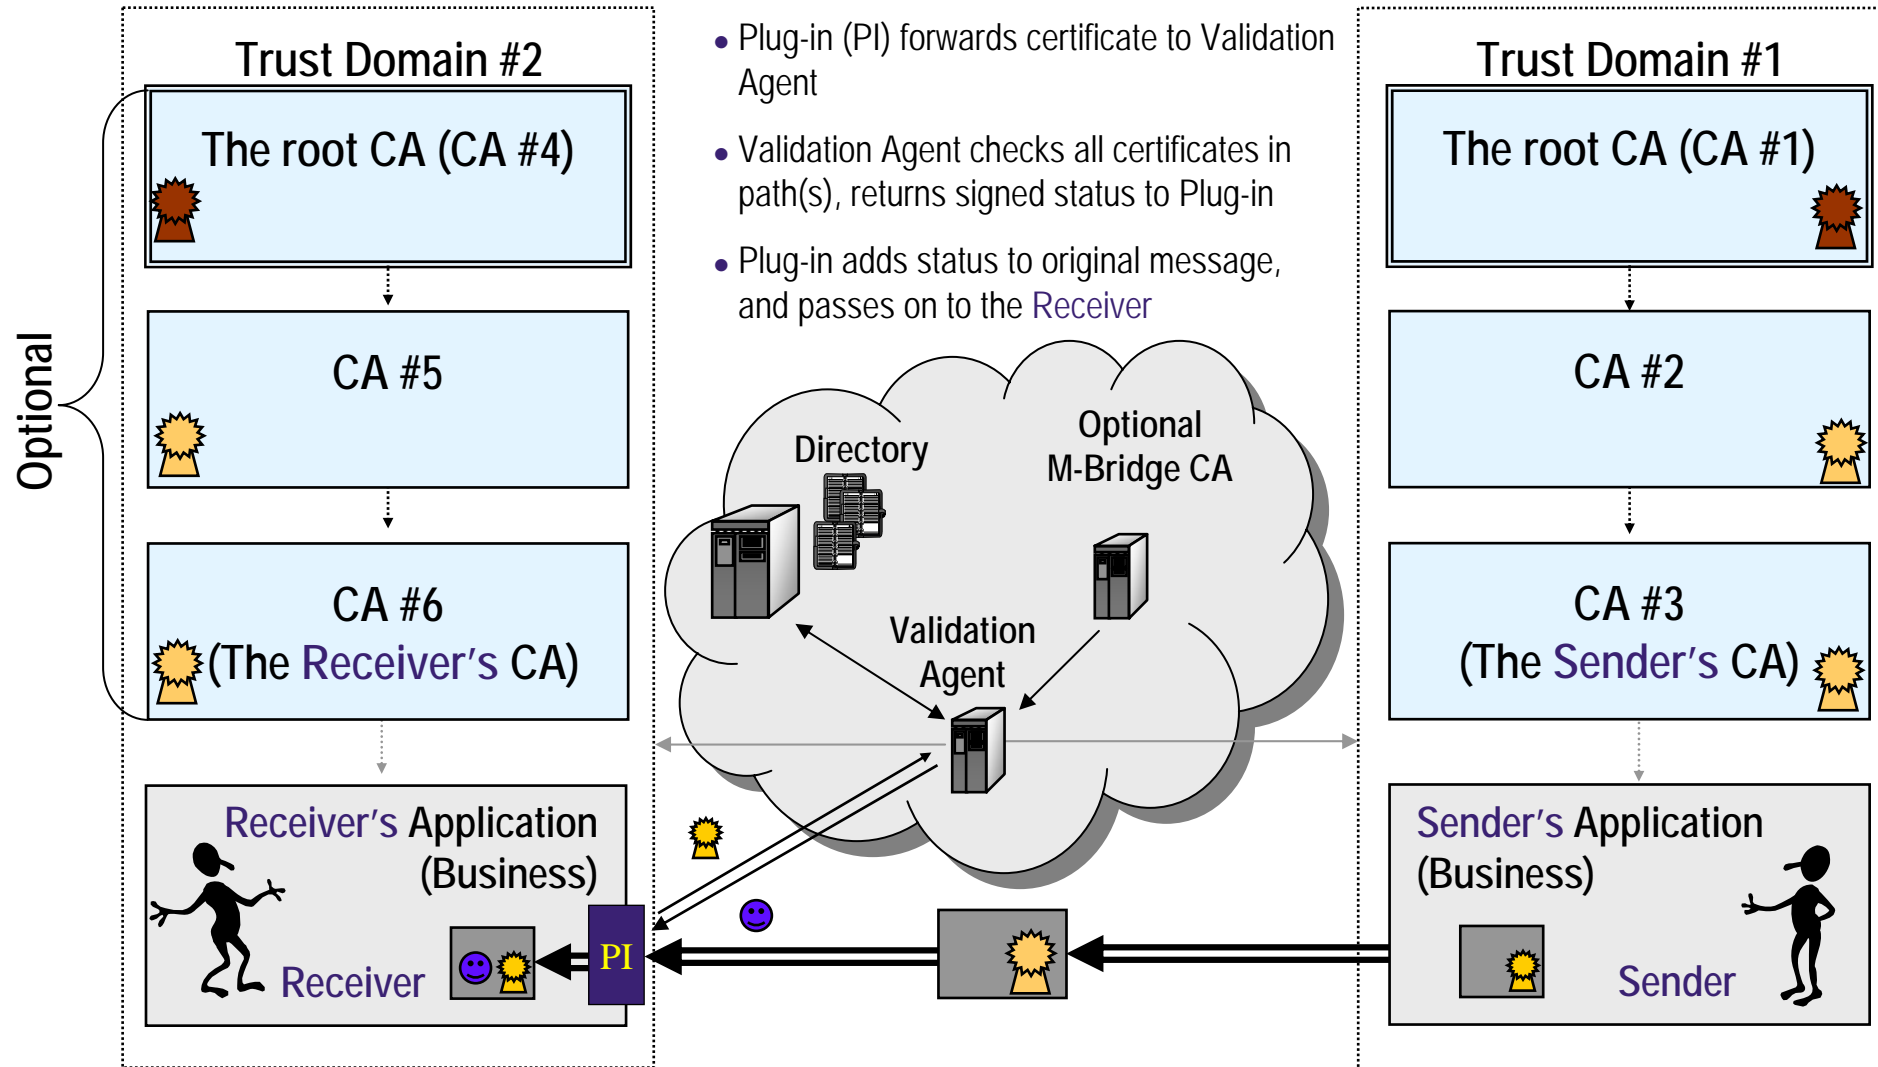 Trust Domain #2
The root CA (CA #4)
CA #5
CA #6
(The Receiver's CA)
Optional
Receiver's Application
(Business)
Receiver
PI
• Plug-in (PI) forwards certificate to Validation
Agent
• Validation Agent checks all certificates in
path(s), returns signed status to Plug-in
• Plug-in adds status to original message,
and passes on to the Receiver
Directory
Optional
M-Bridge CA
Validation
Agent
Trust Domain #1
The root CA (CA #1)
CA #2
CA #3
(The Sender's CA)
Sender's Application
(Business)
Sender